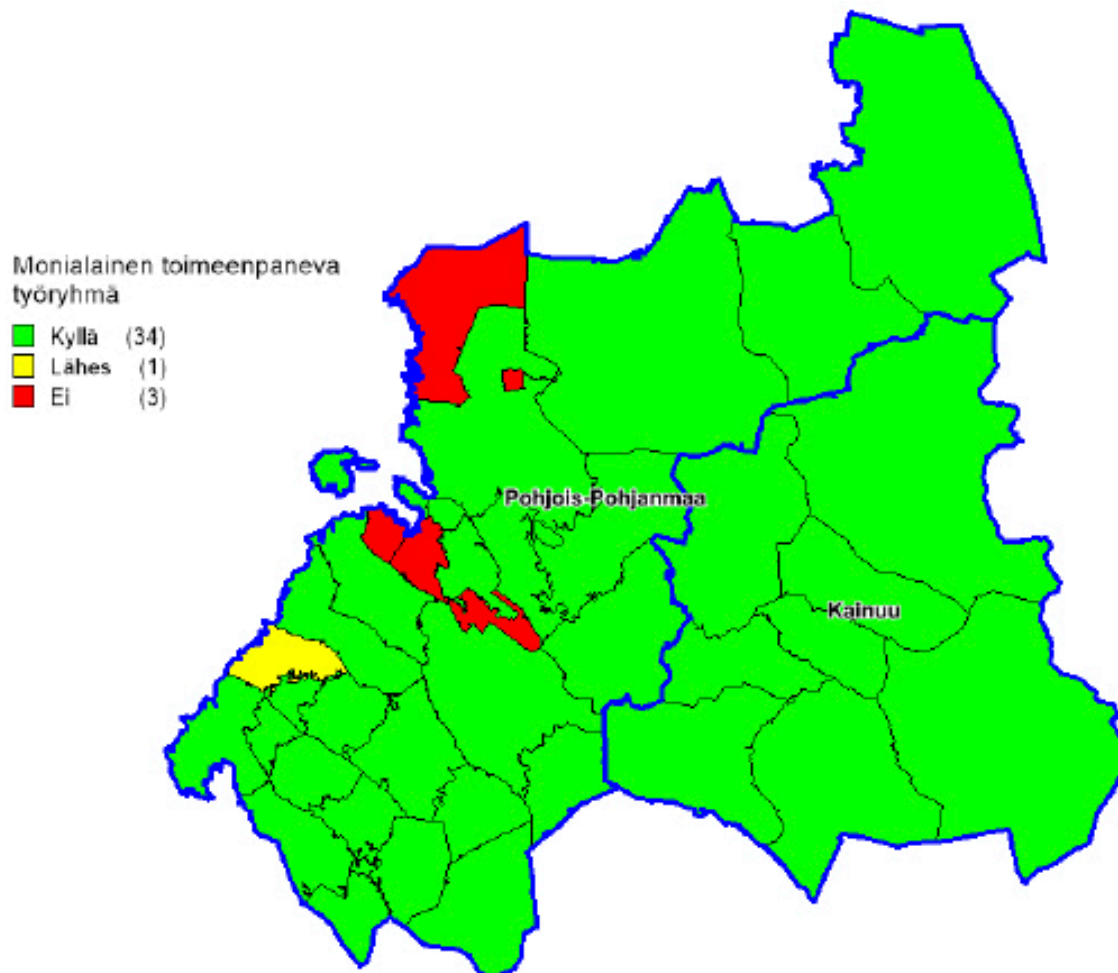 Monialainen toimeenpaneva
työryhmä
Kyllä (34)
Lähes (1)
Ei (3)
Pohjois-Pohjanmaa
Kainuu